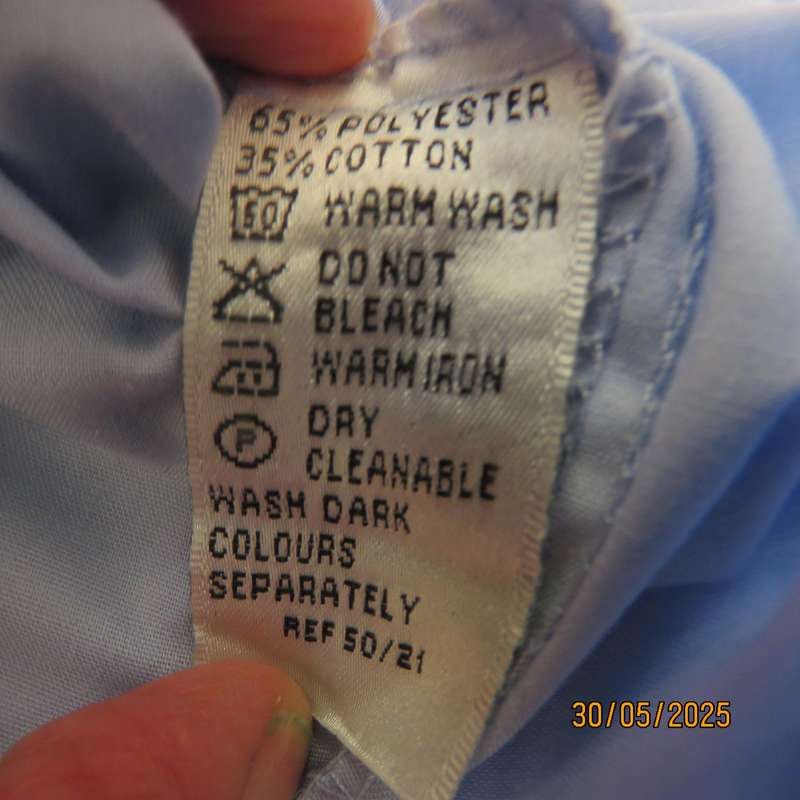 65% POLYESTER
35% COTTON
50 WARM WASH
DO NOT
BLEACH
WARM IRON
P DRY
CLEANABLE
WASH DARK
COLOURS
SEPARATELY
REF 50/21
30/05/2025